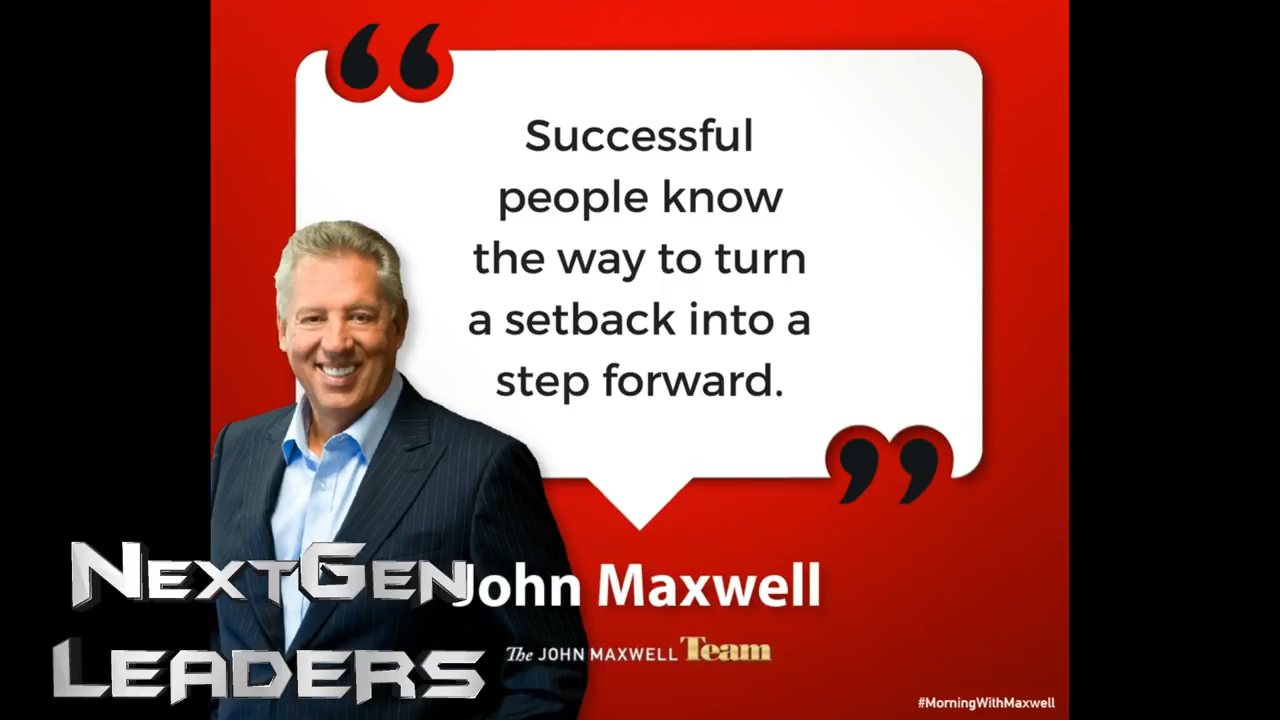 Successful
people know
the way to turn
a setback into a
step forward.
John Maxwell
The JOHN MAXWELL Team
NEXTGEN
LEADERS
#MorningWithMaxwell